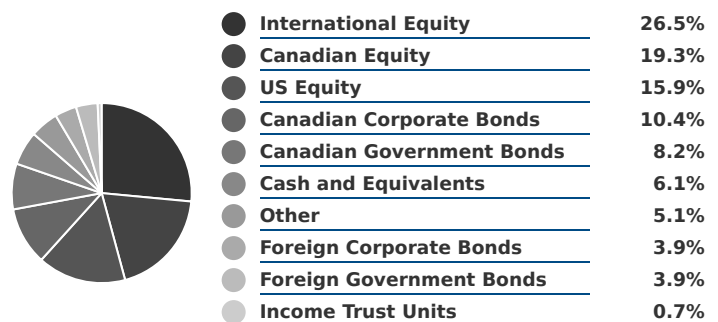 International Equity 26.5%
Canadian Equity 19.3%
US Equity 15.9%
Canadian Corporate Bonds 10.4%
Canadian Government Bonds 8.2%
Cash and Equivalents 6.1%
Other 5.1%
Foreign Corporate Bonds 3.9%
Foreign Government Bonds 3.9%
Income Trust Units 0.7%